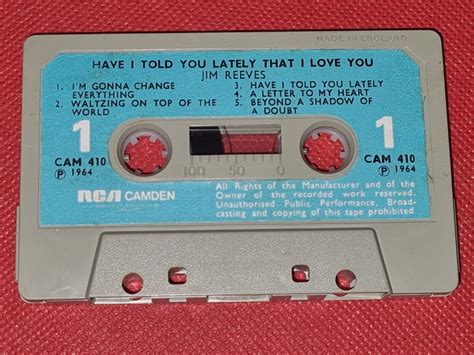 MADE IN ENGLAND
HAVE I TOLD YOU LATELY THAT I LOVE YOU
JIM REEVES
1. I'M GONNA CHANGE EVERYTHING
2. WALTZING ON TOP OF THE WORLD
3. HAVE I TOLD YOU LATELY
4. A LETTER TO MY HEART
5. BEYOND A SHADOW OF A DOUBT
1
1
CAM 410
Ⓟ 1964
100 50 0
CAM 410
Ⓟ 1964
RCA CAMDEN
All Rights of the Manufacturer and of the
Owner of the recorded work reserved.
Unauthorised Public Performance, Broad-
casting and copying of this tape prohibited